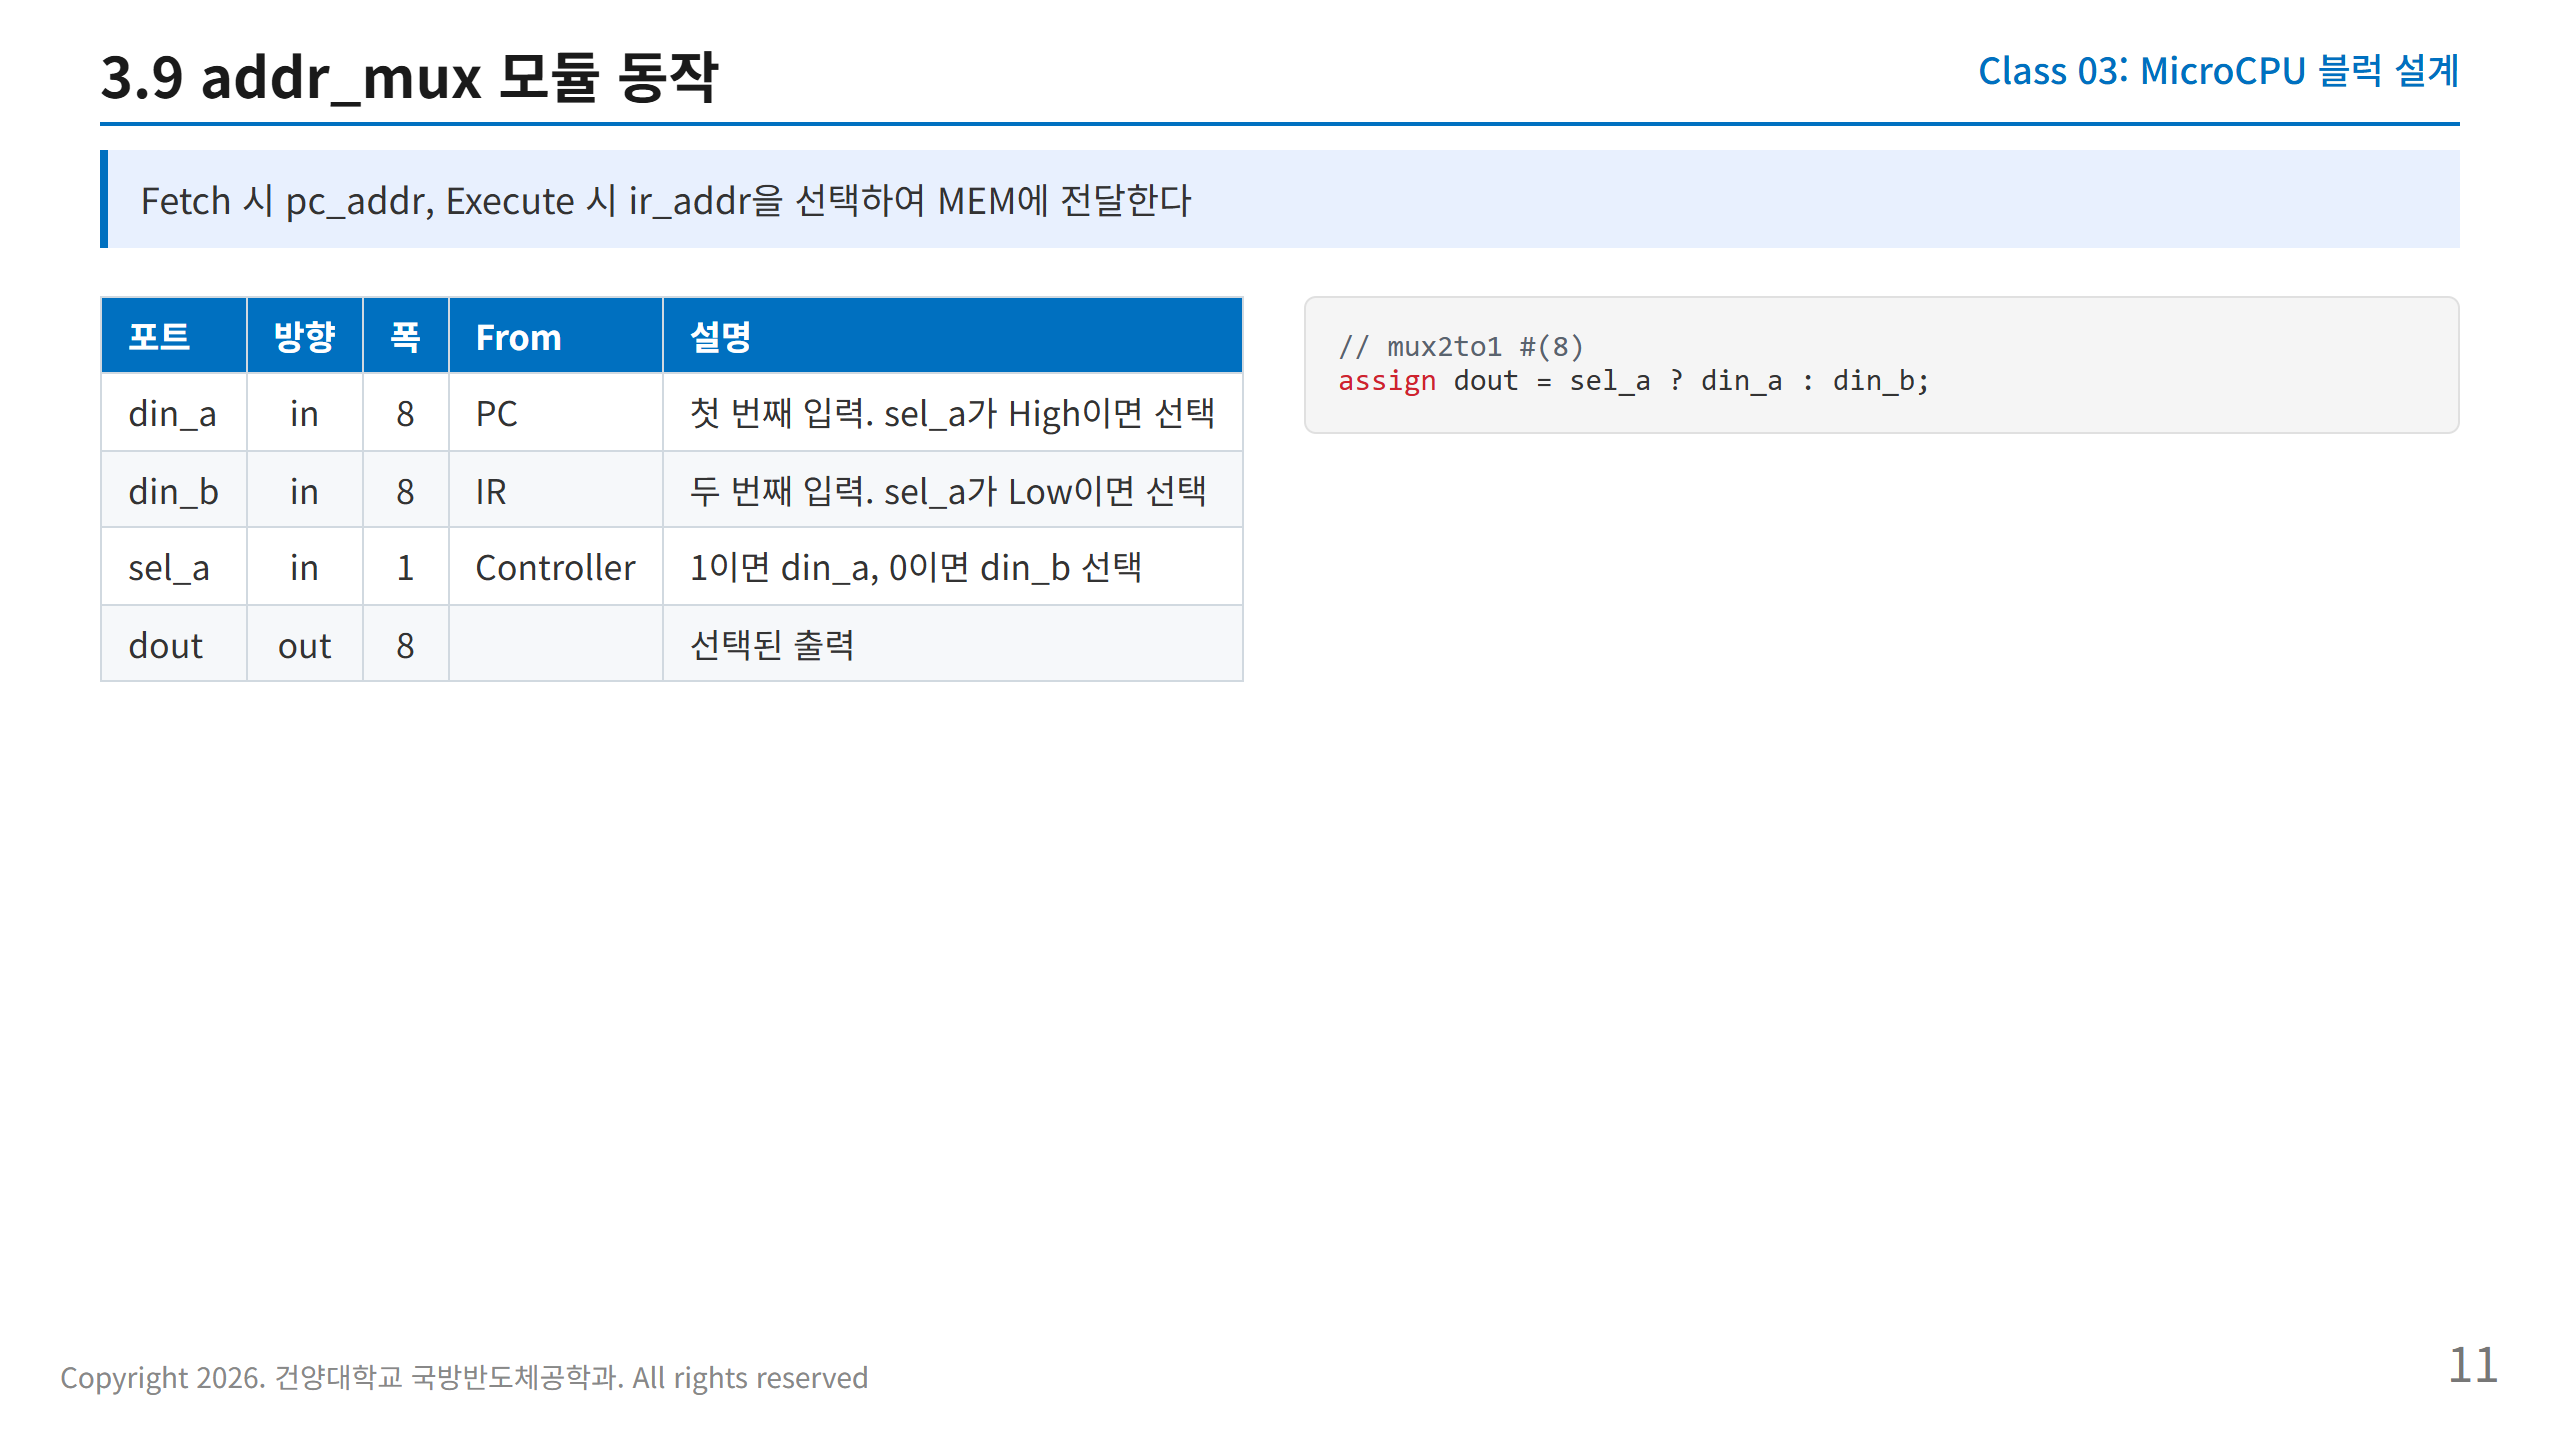 3.9 addr_mux 모듈 동작
Class 03: MicroCPU 블럭 설계
Fetch 시 pc_addr, Execute 시 ir_addr을 선택하여 MEM에 전달한다
포트 방향 폭 From 설명
din_a in 8 PC 첫 번째 입력. sel_a가 High이면 선택
din_b in 8 IR 두 번째 입력. sel_a가 Low이면 선택
sel_a in 1 Controller 1이면 din_a, 0이면 din_b 선택
dout out 8 선택된 출력
// mux2to1 #(8)
assign dout = sel_a ? din_a : din_b;
Copyright 2026. 건양대학교 국방반도체공학과. All rights reserved
11